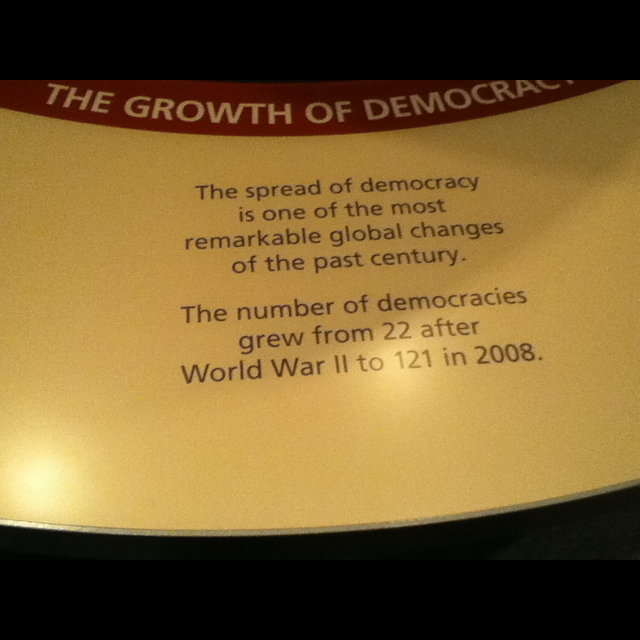 THE GROWTH OF DEMOCRACY
The spread of democracy
is one of the most
remarkable global changes
of the past century.
The number of democracies
grew from 22 after
World War II to 121 in 2008.